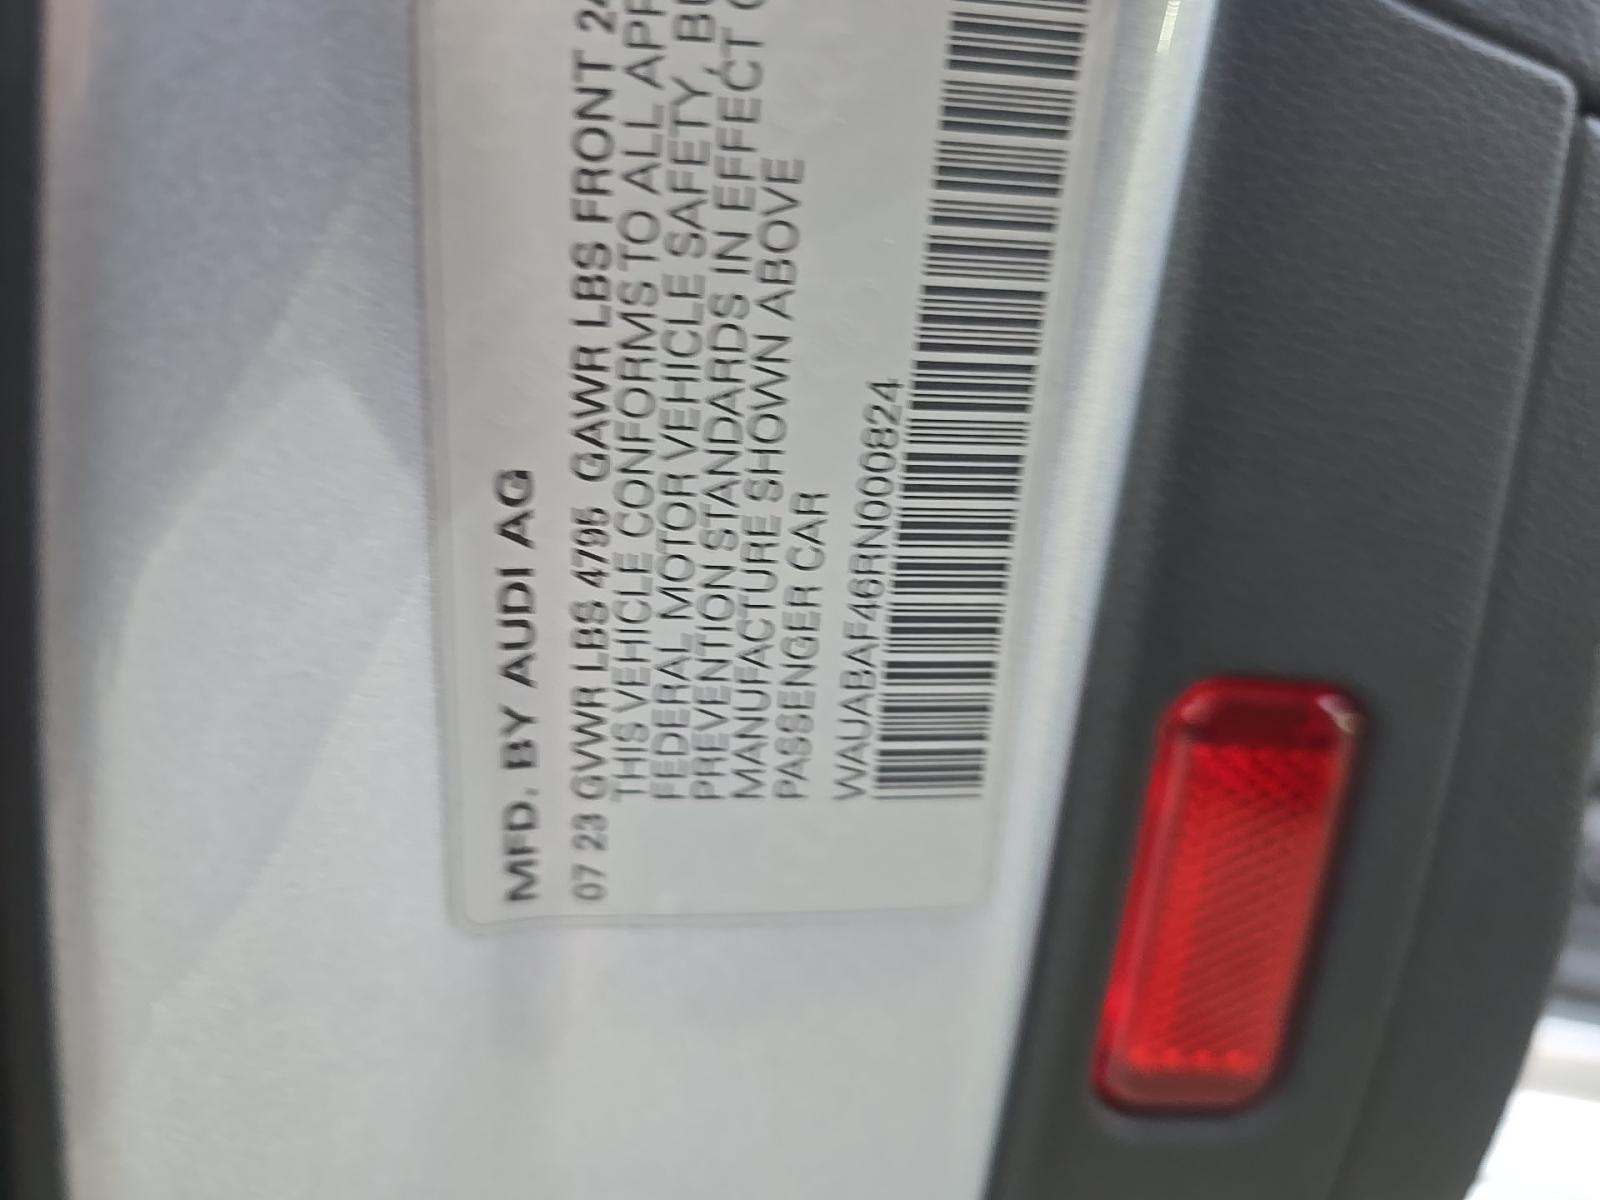 MFD. BY AUDI AG
07 23 GVWR LBS 4795 GAWR LBS FRONT
THIS VEHICLE CONFORMS TO ALL
FEDERAL MOTOR VEHICLE SAFETY,
PREVENTION STANDARDS IN EFFECT
MANUFACTURE SHOWN ABOVE
PASSENGER CAR
WAUABAF46RN000824